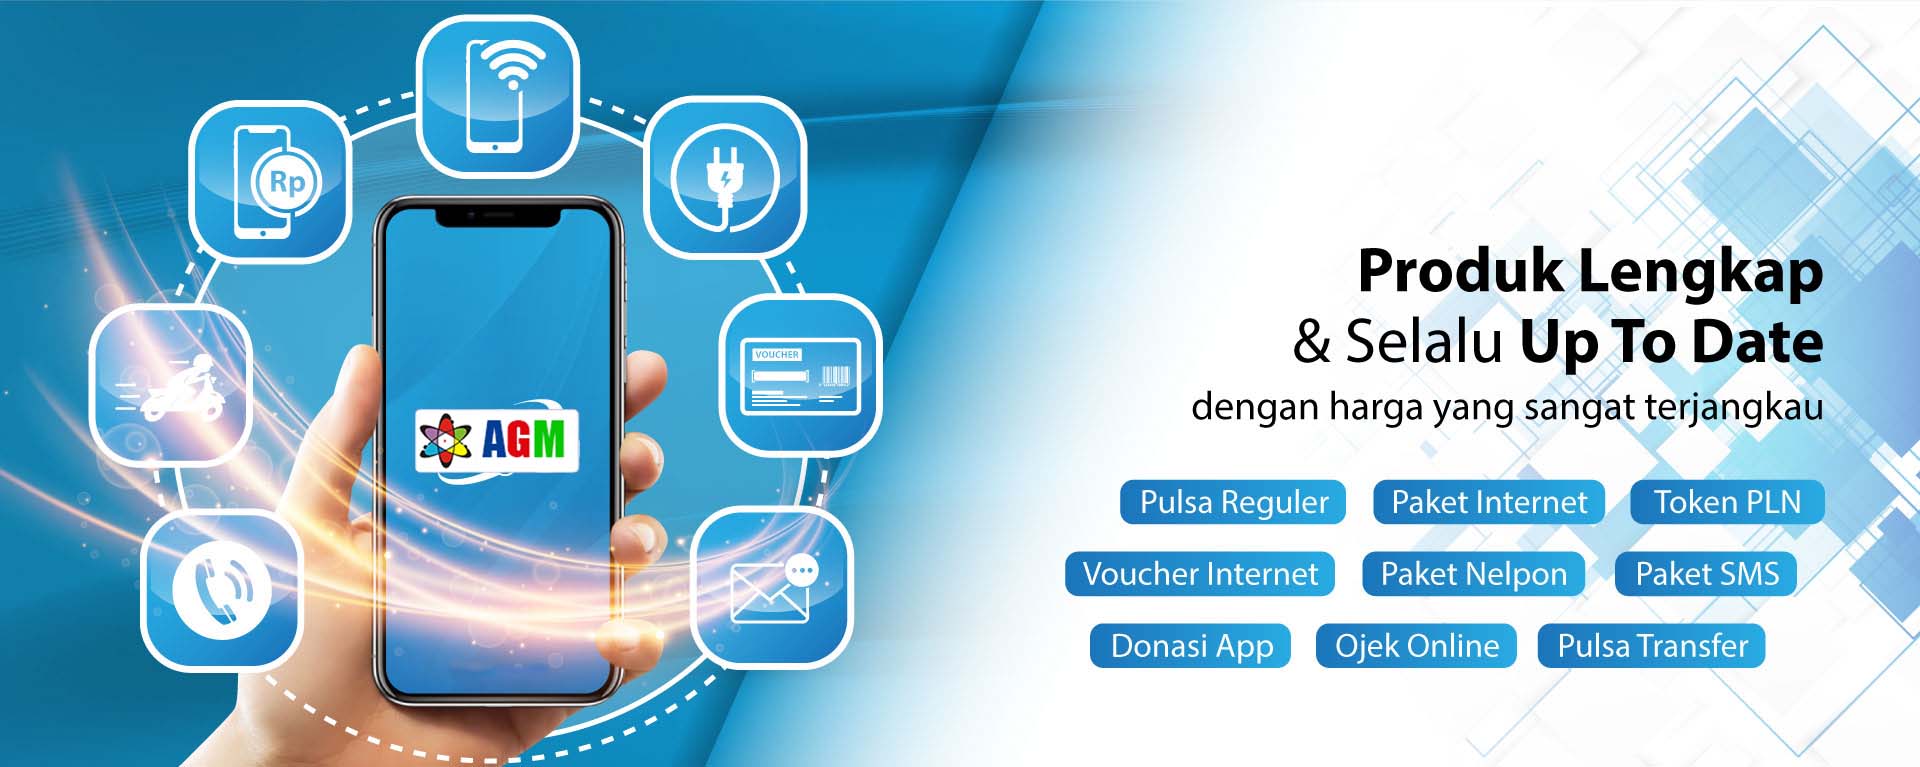 Rp
VOUCHER
AGM
Produk Lengkap
& Selalu Up To Date
dengan harga yang sangat terjangkau
Pulsa Reguler
Paket Internet
Token PLN
Voucher Internet
Paket Nelpon
Paket SMS
Donasi App
Ojek Online
Pulsa Transfer